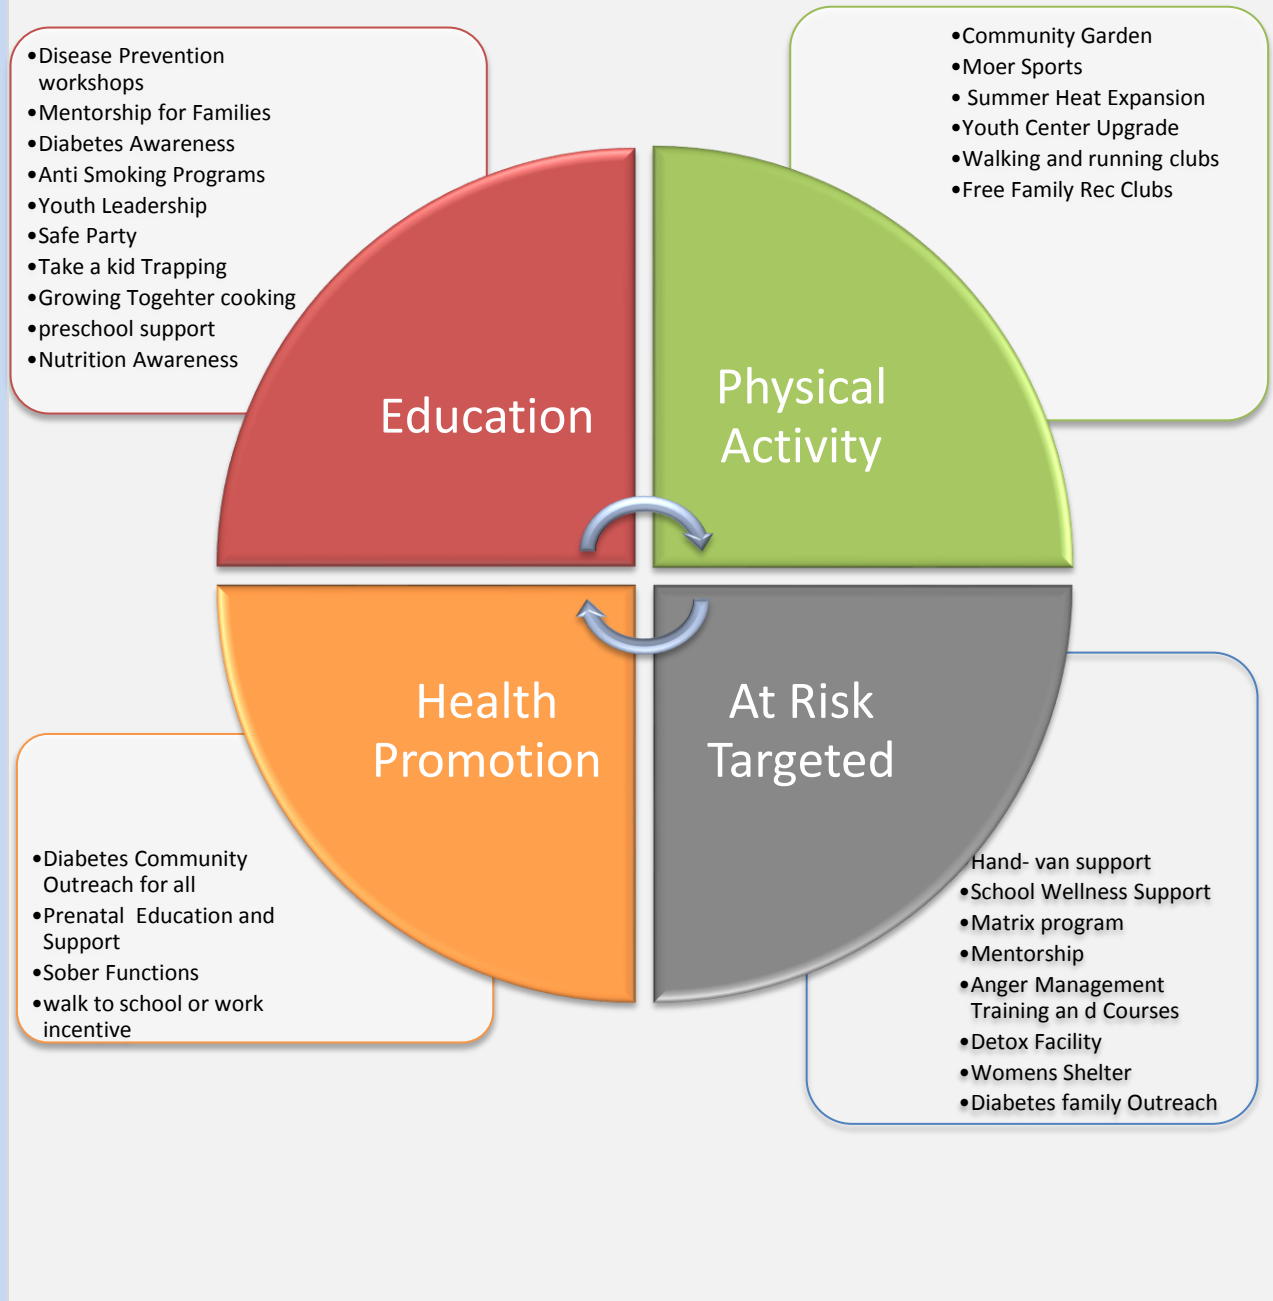 •Disease Prevention
workshops
•Mentorship for Families
•Diabetes Awareness
•Anti Smoking Programs
•Youth Leadership
•Safe Party
•Take a kid Trapping
•Growing Togehter cooking
•preschool support
•Nutrition Awareness
•Community Garden
•Moer Sports
• Summer Heat Expansion
•Youth Center Upgrade
•Walking and running clubs
•Free Family Rec Clubs
Education
Physical
Activity
Health
Promotion
At Risk
Targeted
•Diabetes Community
Outreach for all
•Prenatal  Education and
Support
•Sober Functions
•walk to school or work
incentive
Hand- van support
•School Wellness Support
•Matrix program
•Mentorship
•Anger Management
Training an d Courses
•Detox Facility
•Womens Shelter
•Diabetes family Outreach